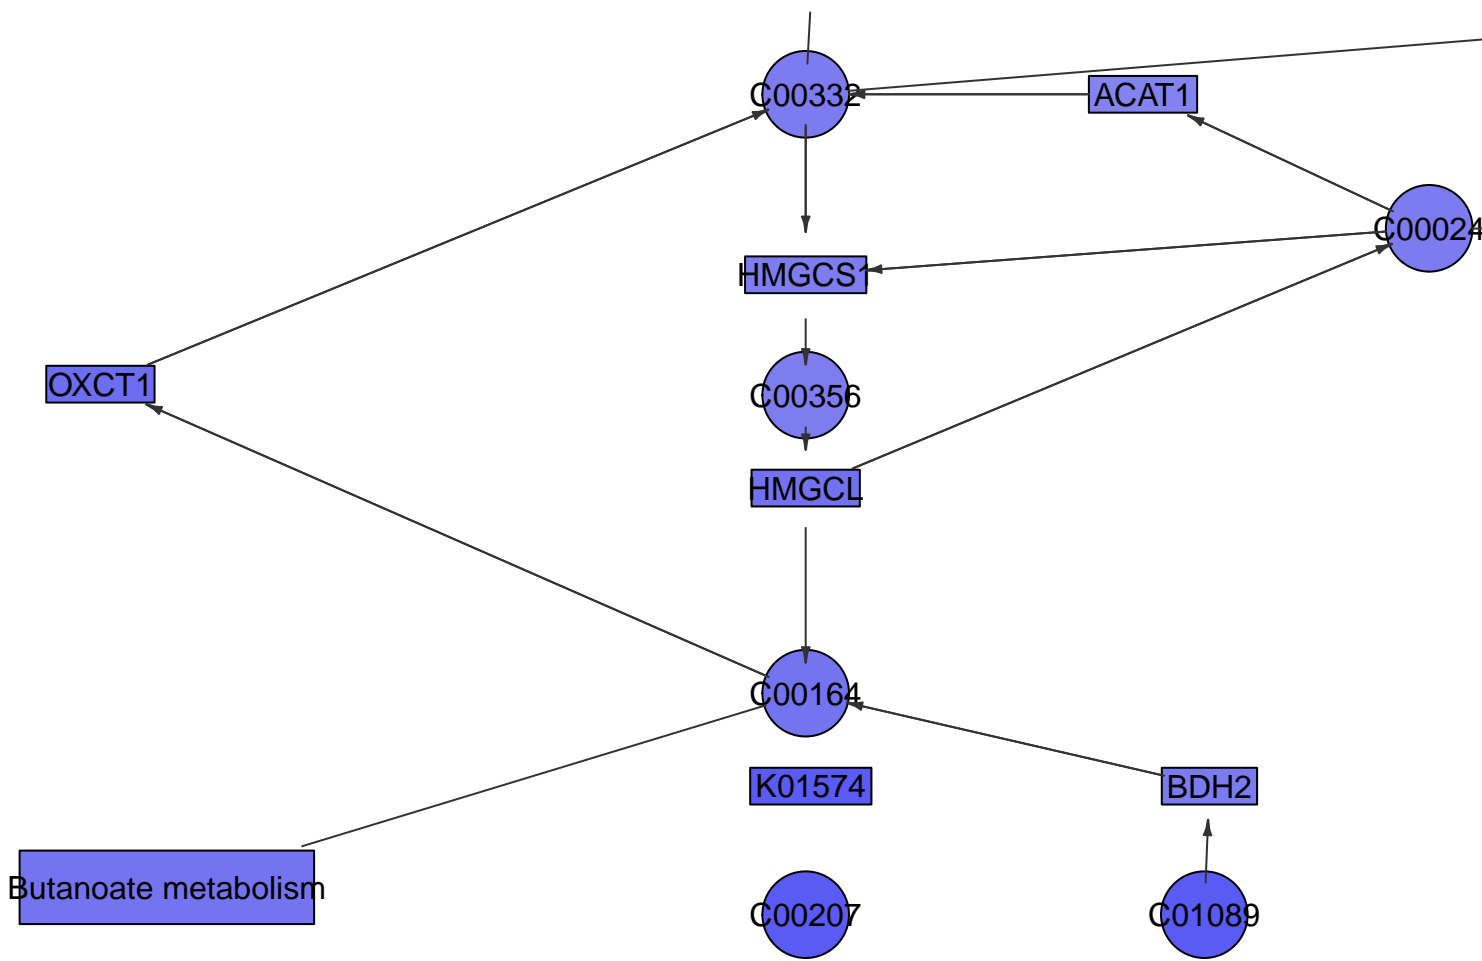 C00332
ACAT1
C00024
HMGCS1
OXCT1
C00356
HMGCL
C00164
K01574
BDH2
Butanoate metabolism
C00207
C01089